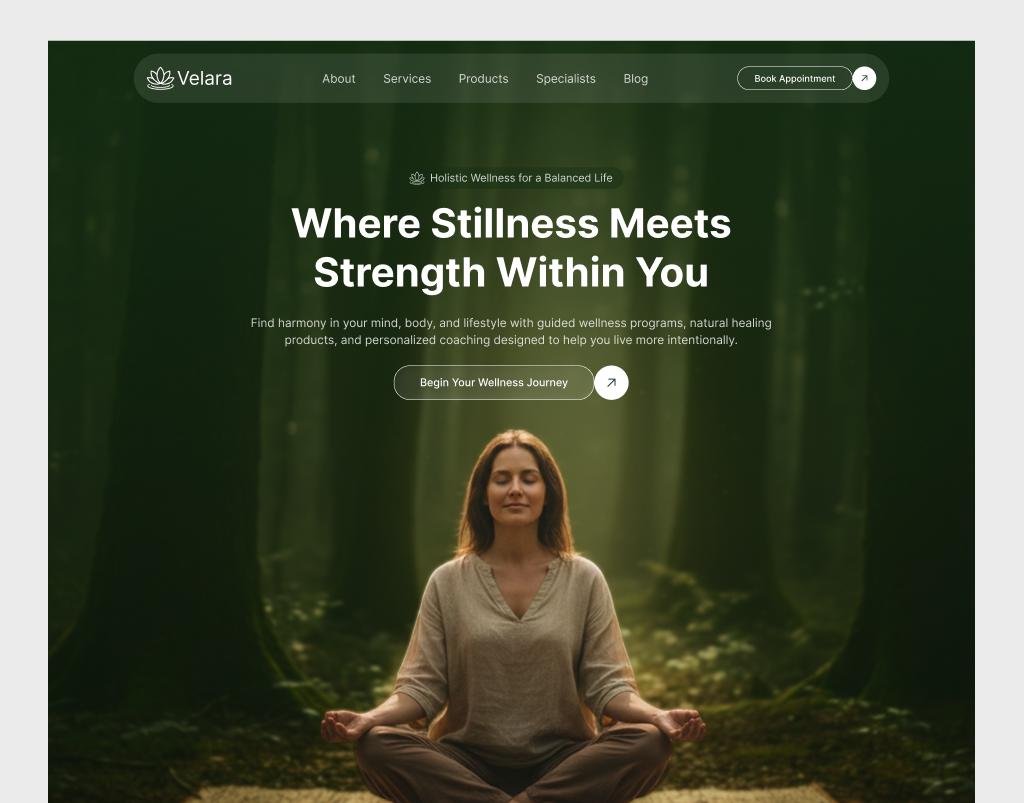 Velara
About
Services
Products
Specialists
Blog
Book Appointment
Holistic Wellness for a Balanced Life
Where Stillness Meets
Strength Within You
Find harmony in your mind, body, and lifestyle with guided wellness programs, natural healing
products, and personalized coaching designed to help you live more intentionally.
Begin Your Wellness Journey